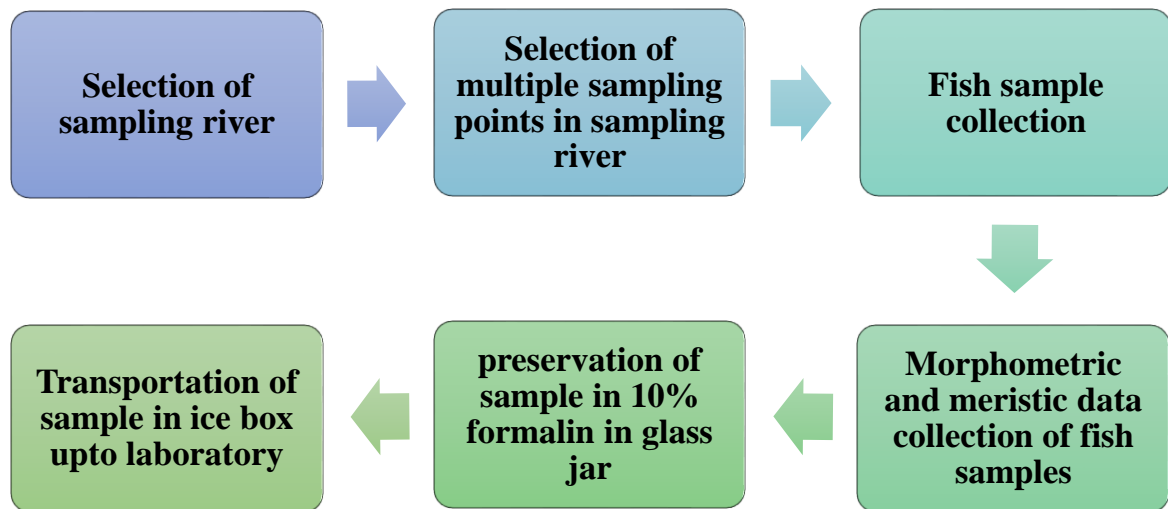 Selection of
sampling river
Selection of
multiple sampling
points in sampling
river
Fish sample
collection
Morphometric
and meristic data
collection of fish
samples
preservation of
sample in 10%
formalin in glass
jar
Transportation of
sample in ice box
upto laboratory